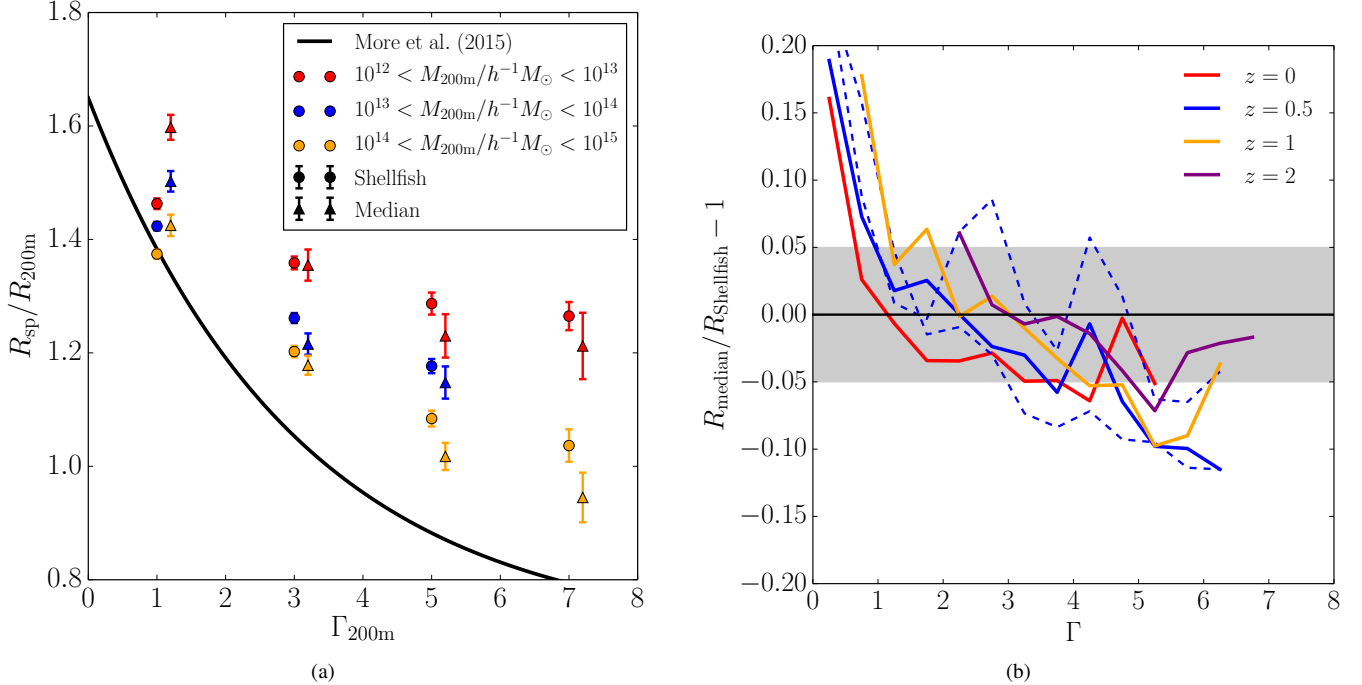 1.8
1.6
1.4
1.2
1.0
0.8
R_sp/R_200m
More et al. (2015)
10^12 < M_200m/h^−1 M_⊙ < 10^13
10^13 < M_200m/h^−1 M_⊙ < 10^14
10^14 < M_200m/h^−1 M_⊙ < 10^15
Shellfish
Median
0 1 2 3 4 5 6 7 8
Γ_200m
(a)
0.20
0.15
0.10
0.05
0.00
−0.05
−0.10
−0.15
−0.20
R_median/R_Shellfish − 1
z = 0
z = 0.5
z = 1
z = 2
0 1 2 3 4 5 6 7 8
Γ
(b)